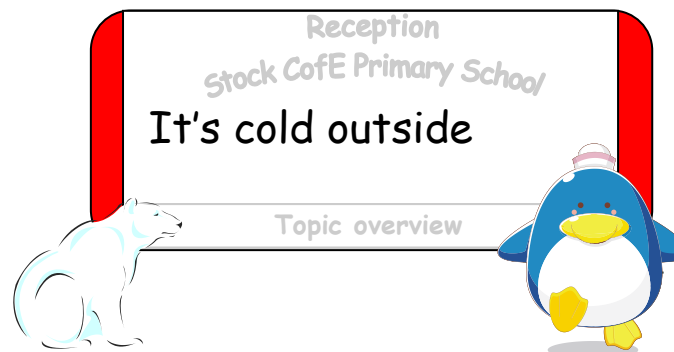 Reception
Stock CofE Primary School
It's cold outside
Topic overview